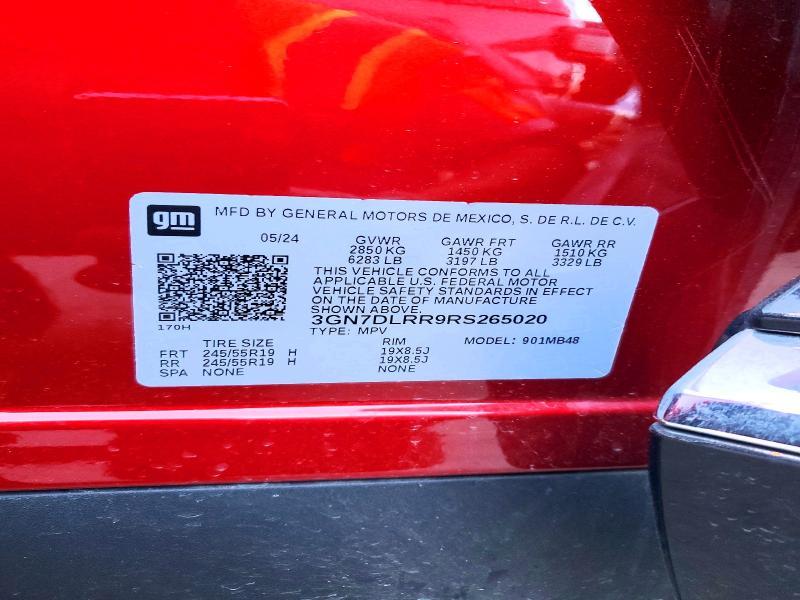 gm MFD BY GENERAL MOTORS DE MEXICO, S. DE R.L. DE C.V.
05/24 GVWR GAWR FRT GAWR RR
2850 KG 1450 KG 1510 KG
6283 LB 3197 LB 3329 LB
THIS VEHICLE CONFORMS TO ALL
APPLICABLE U.S. FEDERAL MOTOR
VEHICLE SAFETY STANDARDS IN EFFECT
ON THE DATE OF MANUFACTURE
SHOWN ABOVE.
3GN7DLRR9RS265020
170H
TYPE: MPV
TIRE SIZE RIM MODEL: 901MB48
FRT 245/55R19 H 19X8.5J
RR 245/55R19 H 19X8.5J
SPA NONE NONE